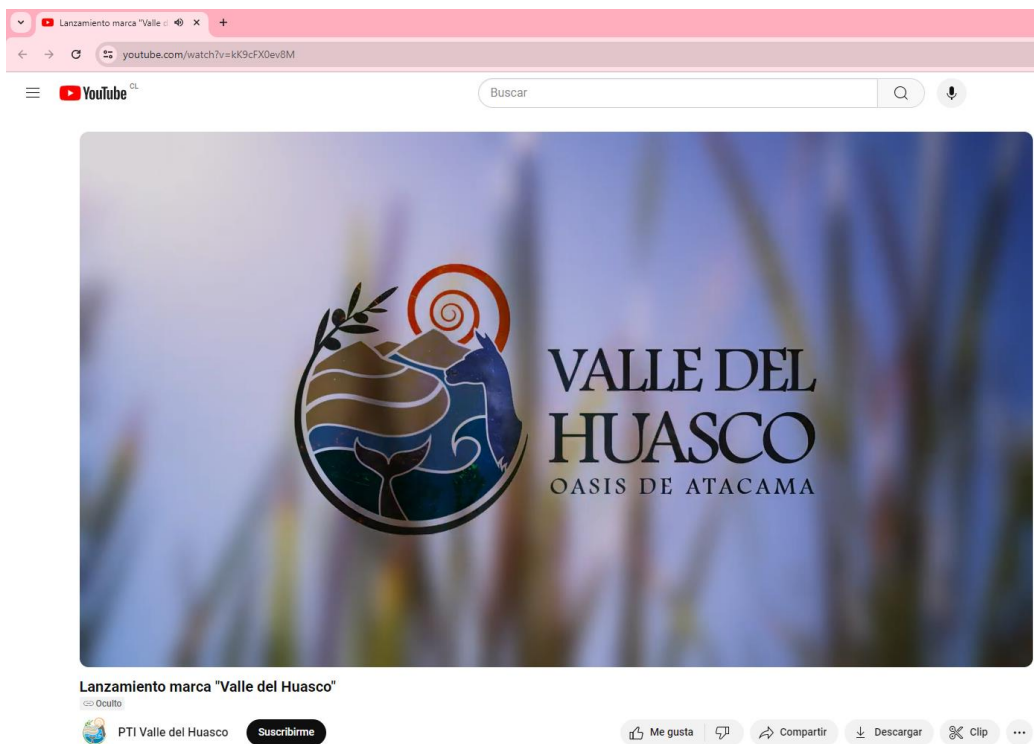 Lanzamiento marca "Valle d
youtube.com/watch?v=kK9cFX0ev8M
YouTube CL
Buscar
VALLE DEL
HUASCO
OASIS DE ATACAMA
Lanzamiento marca "Valle del Huasco"
Oculto
PTI Valle del Huasco Suscribirme Me gusta Compartir Descargar Clip